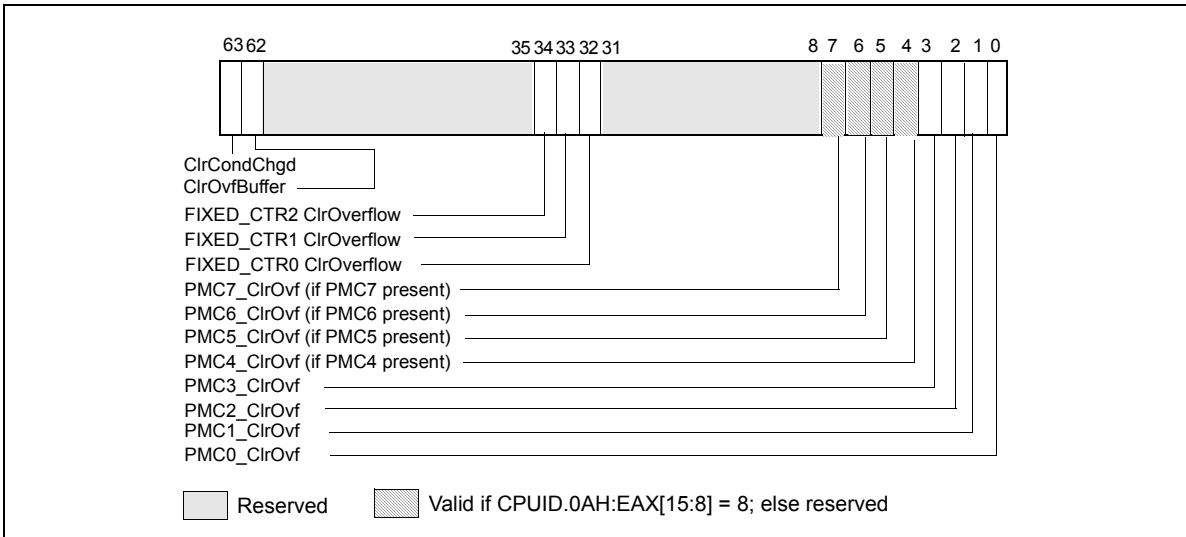 63 62 35 34 33 32 31 8 7 6 5 4 3 2 1 0
ClrCondChgd
ClrOvfBuffer
FIXED_CTR2 ClrOverflow
FIXED_CTR1 ClrOverflow
FIXED_CTR0 ClrOverflow
PMC7_ClrOvf (if PMC7 present)
PMC6_ClrOvf (if PMC6 present)
PMC5_ClrOvf (if PMC5 present)
PMC4_ClrOvf (if PMC4 present)
PMC3_ClrOvf
PMC2_ClrOvf
PMC1_ClrOvf
PMC0_ClrOvf
Reserved Valid if CPUID.0AH:EAX[15:8] = 8; else reserved